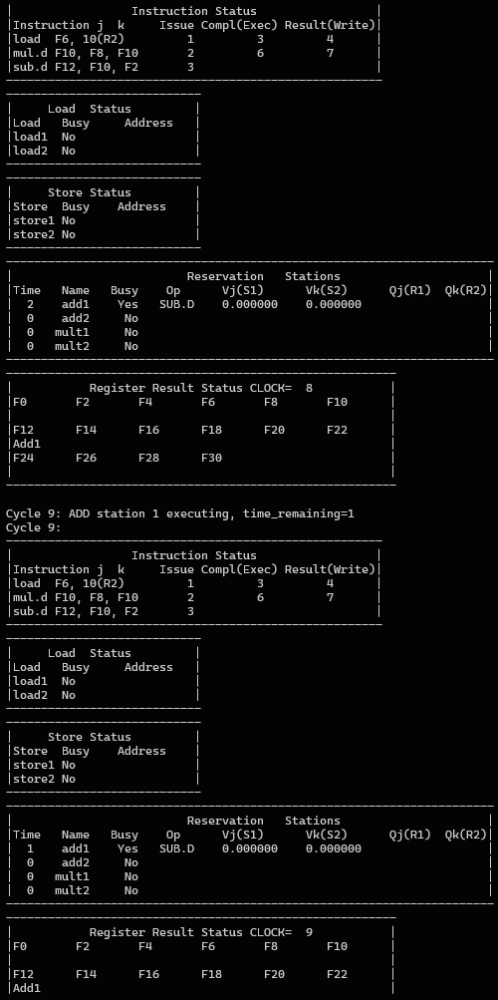 |                 Instruction Status                 |
|Instruction j  k     Issue Compl(Exec) Result(Write)|
|load  F6, 10(R2)         1         3         4      |
|mul.d F10, F8, F10       2         6         7      |
|sub.d F12, F10, F2       3                          |
------------------------------------------------------
----------------------------
|     Load  Status         |
|Load   Busy     Address   |
|load1  No                 |
|load2  No                 |
----------------------------
----------------------------
|     Store Status         |
|Store  Busy    Address    |
|store1 No                 |
|store2 No                 |
----------------------------
----------------------------------------------------------------------
|                         Reservation   Stations                     |
|Time   Name   Busy    Op      Vj(S1)      Vk(S2)      Qj(R1)  Qk(R2)|
|  2    add1    Yes   SUB.D    0.000000    0.000000                  |
|  0    add2     No                                                  |
|  0   mult1     No                                                  |
|  0   mult2     No                                                  |
----------------------------------------------------------------------
--------------------------------------------------------
|           Register Result Status CLOCK=  8           |
|F0       F2       F4       F6       F8       F10      |
|                                                      |
|F12      F14      F16      F18      F20      F22      |
|Add1                                                  |
|F24      F26      F28      F30                        |
|                                                      |
--------------------------------------------------------
Cycle 9: ADD station 1 executing, time_remaining=1
Cycle 9:
------------------------------------------------------
|                 Instruction Status                 |
|Instruction j  k     Issue Compl(Exec) Result(Write)|
|load  F6, 10(R2)         1         3         4      |
|mul.d F10, F8, F10       2         6         7      |
|sub.d F12, F10, F2       3                          |
------------------------------------------------------
----------------------------
|     Load  Status         |
|Load   Busy     Address   |
|load1  No                 |
|load2  No                 |
----------------------------
----------------------------
|     Store Status         |
|Store  Busy    Address    |
|store1 No                 |
|store2 No                 |
----------------------------
----------------------------------------------------------------------
|                         Reservation   Stations                     |
|Time   Name   Busy    Op      Vj(S1)      Vk(S2)      Qj(R1)  Qk(R2)|
|  1    add1    Yes   SUB.D    0.000000    0.000000                  |
|  0    add2     No                                                  |
|  0   mult1     No                                                  |
|  0   mult2     No                                                  |
----------------------------------------------------------------------
--------------------------------------------------------
|           Register Result Status CLOCK=  9           |
|F0       F2       F4       F6       F8       F10      |
|                                                      |
|F12      F14      F16      F18      F20      F22      |
|Add1                                                  |